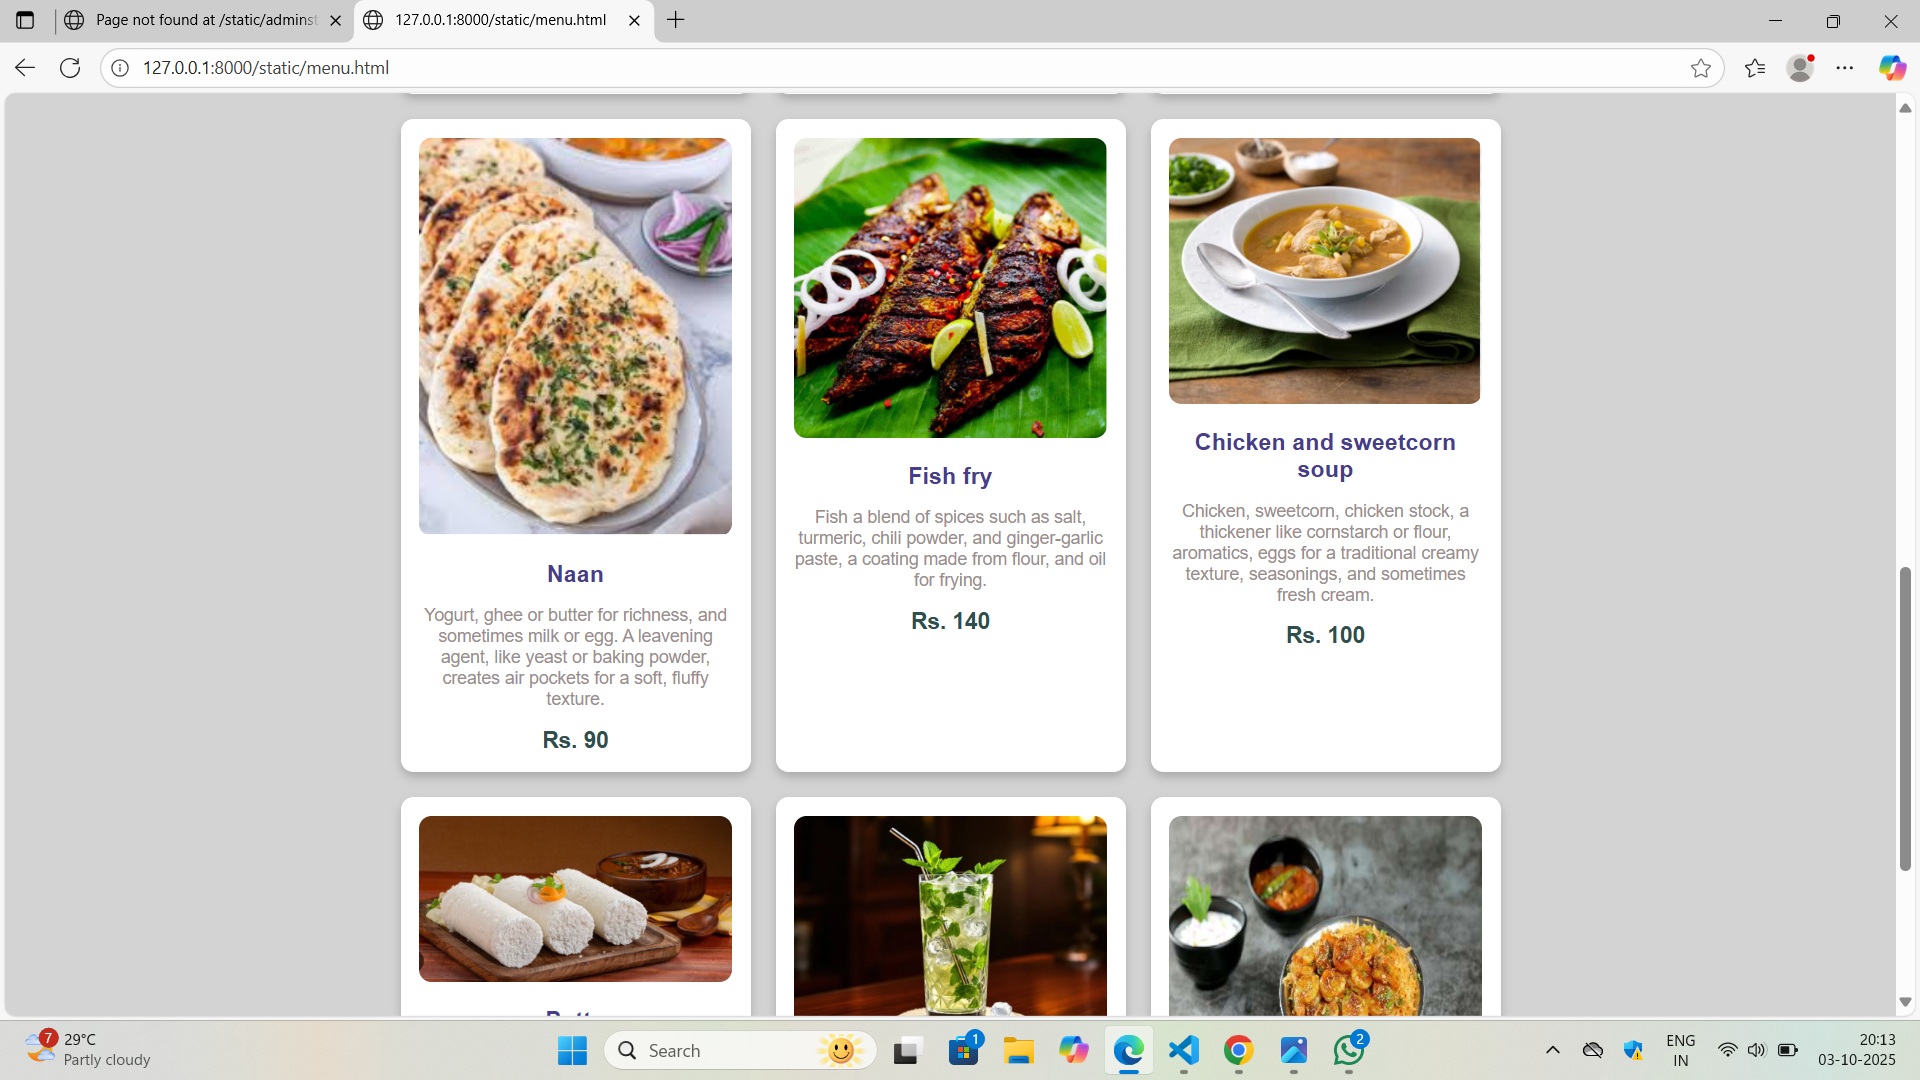 Page not found at /static/adminst
127.0.0.1:8000/static/menu.html
127.0.0.1:8000/static/menu.html
Naan
Yogurt, ghee or butter for richness, and
sometimes milk or egg. A leavening
agent, like yeast or baking powder,
creates air pockets for a soft, fluffy
texture.
Rs. 90
Fish fry
Fish a blend of spices such as salt,
turmeric, chili powder, and ginger-garlic
paste, a coating made from flour, and oil
for frying.
Rs. 140
Chicken and sweetcorn
soup
Chicken, sweetcorn, chicken stock, a
thickener like cornstarch or flour,
aromatics, eggs for a traditional creamy
texture, seasonings, and sometimes
fresh cream.
Rs. 100
7
29°C
Partly cloudy
Search
1
2
ENG
IN
20:13
03-10-2025